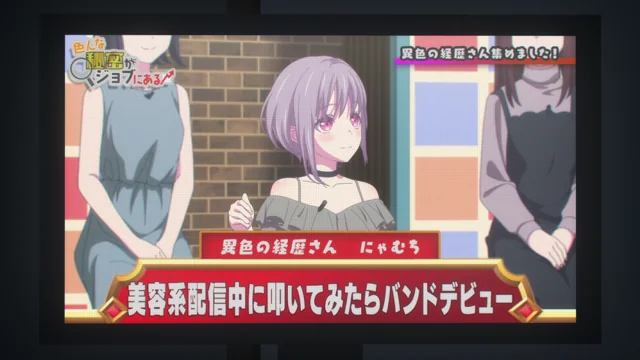 色んな
秘密が
ジョブにある
異色の経歴さん集めました！
異色の経歴さん にゃむち
美容系配信中に叩いてみたらバンドデビュー